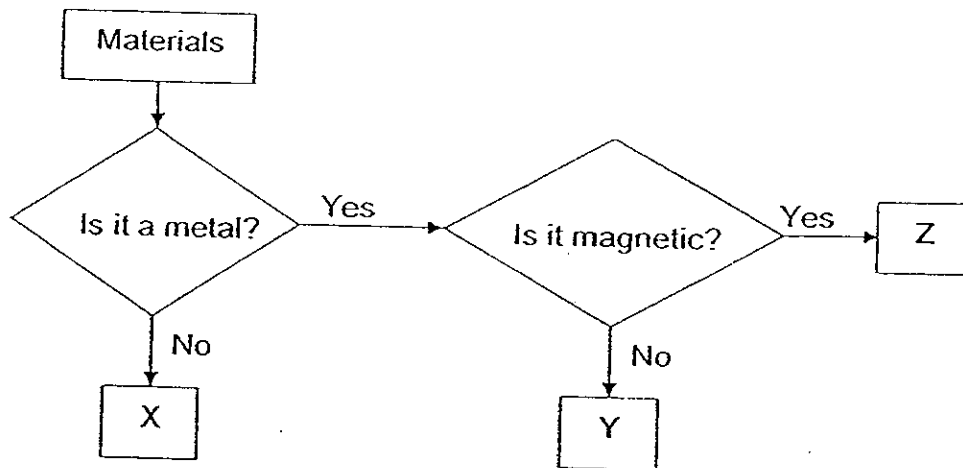 Materials
Is it a metal?
Yes
Is it magnetic?
Yes
Z
No
X
No
Y